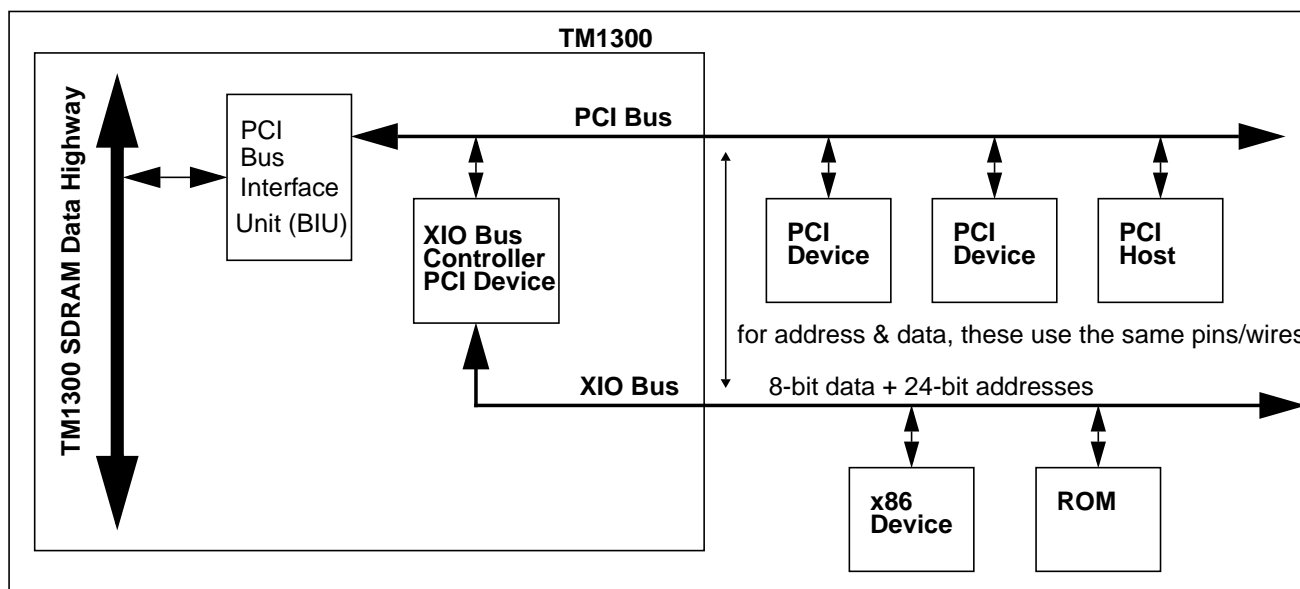 TM1300
TM1300 SDRAM Data Highway
PCI
Bus
Interface
Unit (BIU)
PCI Bus
XIO Bus
Controller
PCI Device
PCI
Device
PCI
Device
PCI
Host
for address & data, these use the same pins/wires
XIO Bus
8-bit data + 24-bit addresses
x86
Device
ROM